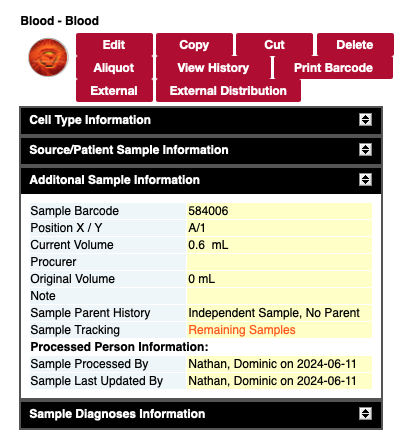 Blood - Blood
Edit Copy Cut Delete
Aliquot View History Print Barcode
External External Distribution
Cell Type Information
Source/Patient Sample Information
Additonal Sample Information
Sample Barcode 584006
Position X / Y A/1
Current Volume 0.6 mL
Procurer
Original Volume 0 mL
Note
Sample Parent History Independent Sample, No Parent
Sample Tracking Remaining Samples
Processed Person Information:
Sample Processed By Nathan, Dominic on 2024-06-11
Sample Last Updated By Nathan, Dominic on 2024-06-11
Sample Diagnoses Information